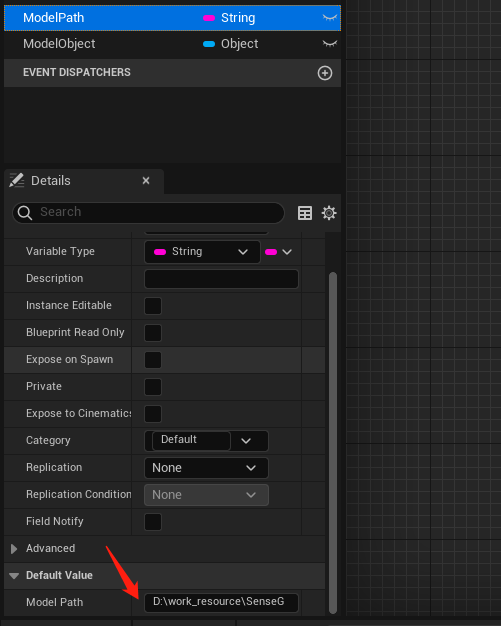 ModelPath String
ModelObject Object
EVENT DISPATCHERS
Details
Search
Variable Type String
Description
Instance Editable
Blueprint Read Only
Expose on Spawn
Private
Expose to Cinematics
Category Default
Replication None
Replication Condition None
Field Notify
Advanced
Default Value
Model Path D:\work_resource\SenseG